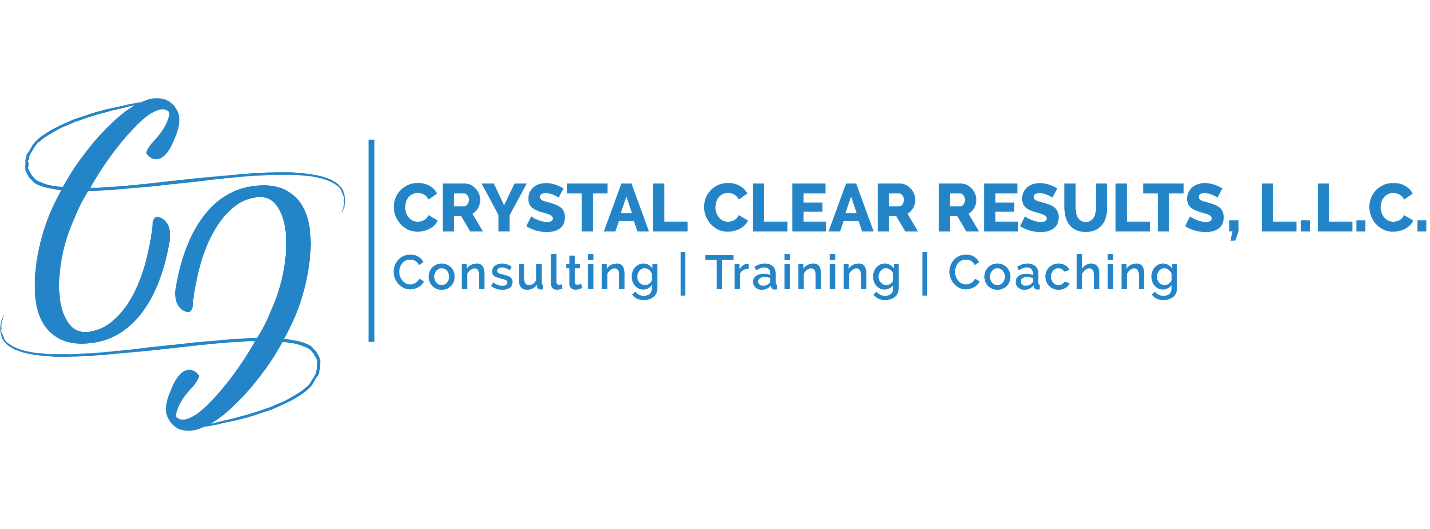 CRYSTAL CLEAR RESULTS, L.L.C.
Consulting | Training | Coaching